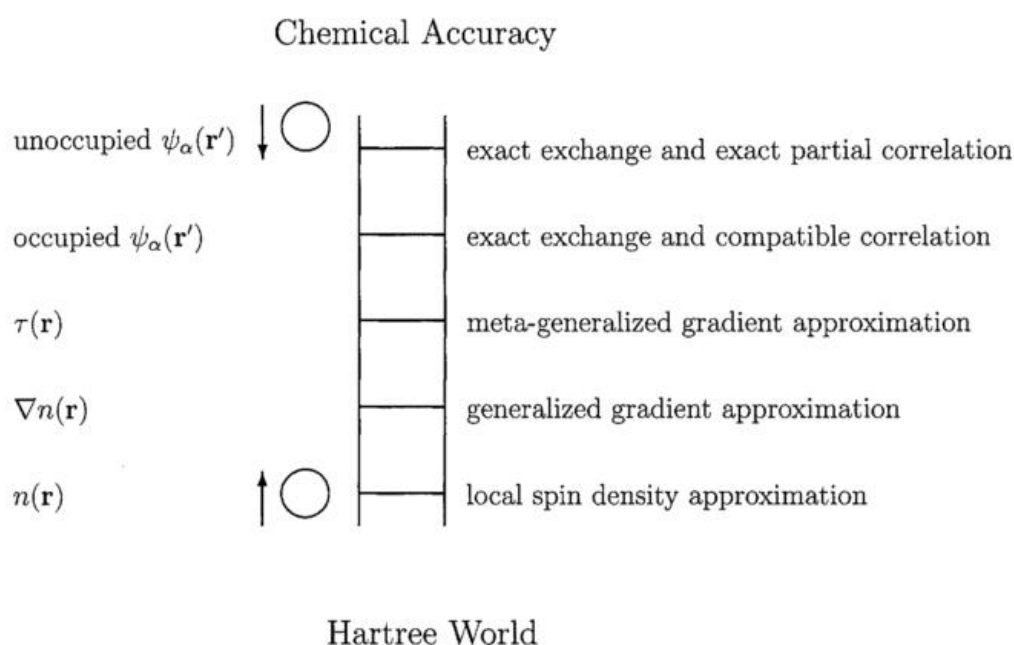 Chemical Accuracy
unoccupied ψα(r′)
exact exchange and exact partial correlation
occupied ψα(r′)
exact exchange and compatible correlation
τ(r)
meta-generalized gradient approximation
∇n(r)
generalized gradient approximation
n(r)
local spin density approximation
Hartree World